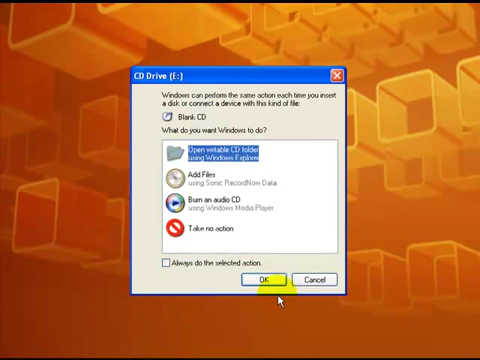 CD Drive (E:)
Windows can perform the same action each time you insert
a disk or connect a device with this kind of file:
Blank CD
What do you want Windows to do?
Open writable CD folder
using Windows Explorer
Add Files
using Sonic RecordNow Data
Burn an audio CD
using Windows Media Player
Take no action
Always do the selected action.
OK
Cancel